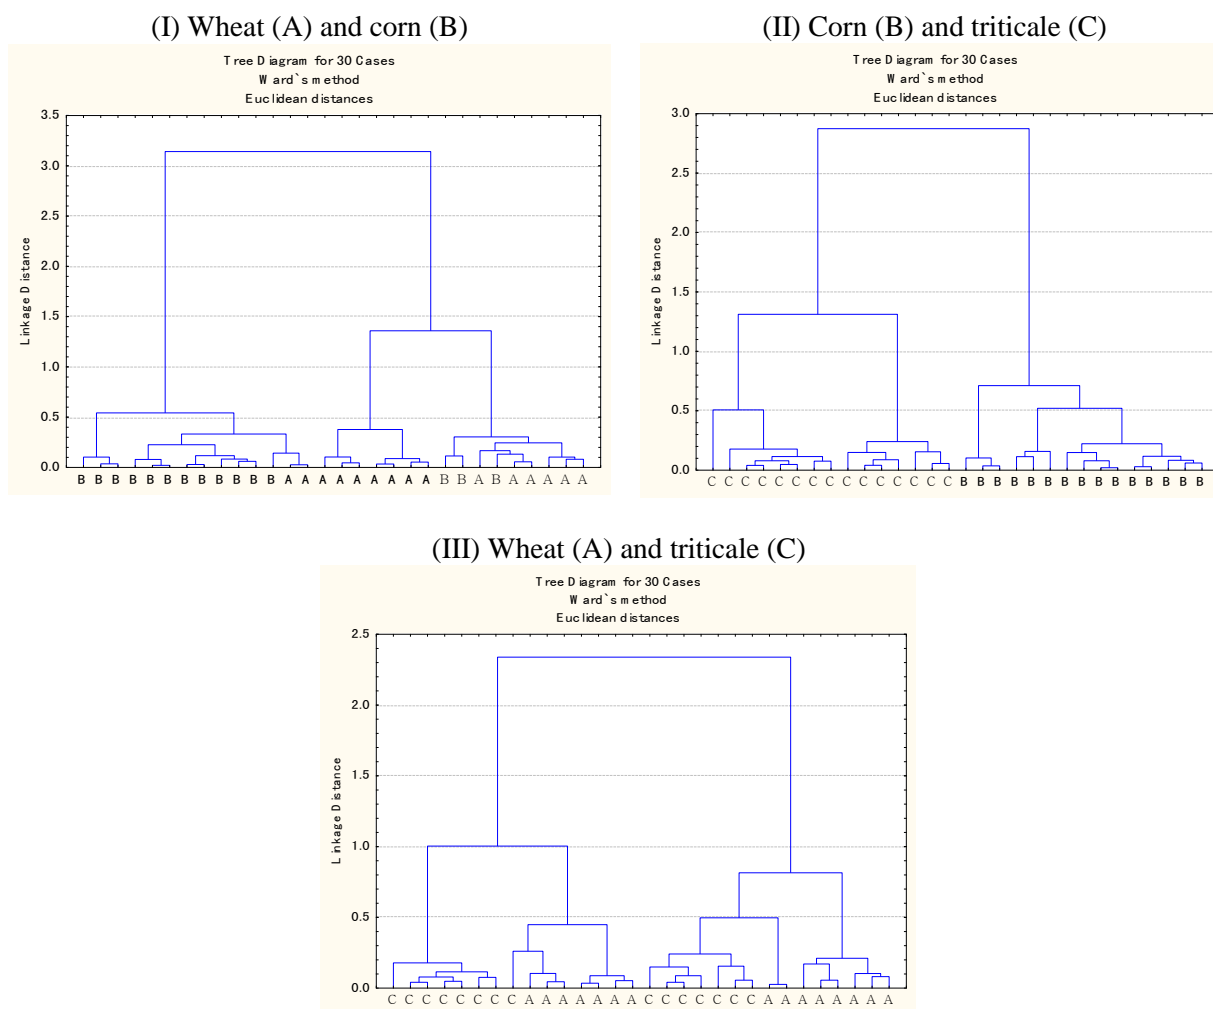 (I) Wheat (A) and corn (B)
Tree Diagram for 30 Cases
Ward`s method
Euclidean distances
Linkage Distance
3.5
3.0
2.5
2.0
1.5
1.0
0.5
0.0
B B B B B B B B B B B B A A A A A A A A A B B A B A A A A A
(II) Corn (B) and triticale (C)
Tree Diagram for 30 Cases
Ward`s method
Euclidean distances
Linkage Distance
3.0
2.5
2.0
1.5
1.0
0.5
0.0
C C C C C C C C C C C C C C C B B B B B B B B B B B B B B B
(III) Wheat (A) and triticale (C)
Tree Diagram for 30 Cases
Ward`s method
Euclidean distances
Linkage Distance
2.5
2.0
1.5
1.0
0.5
0.0
C C C C C C C C A A A A A A A C C C C C C C A A A A A A A A